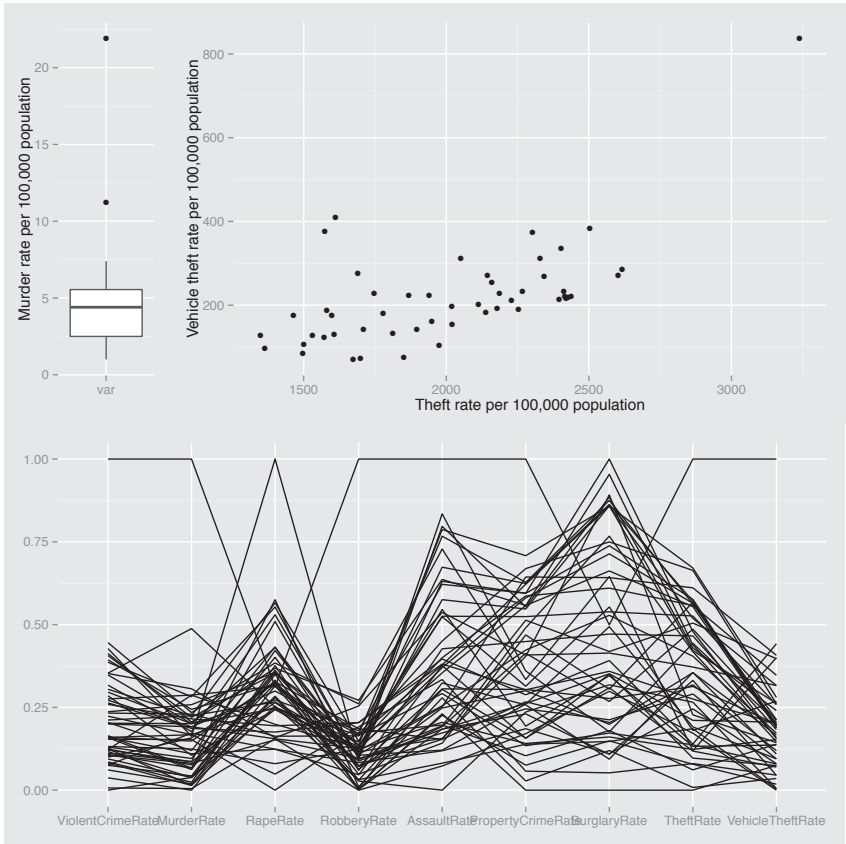 Murder rate per 100,000 population
20
15
10
5
0
var
Vehicle theft rate per 100,000 population
800
600
400
200
1500 2000 2500 3000
Theft rate per 100,000 population
1.00
0.75
0.50
0.25
0.00
ViolentCrimeRate MurderRate RapeRate RobberyRate AssaultRate PropertyCrimeRate BurglaryRate TheftRate VehicleTheftRate